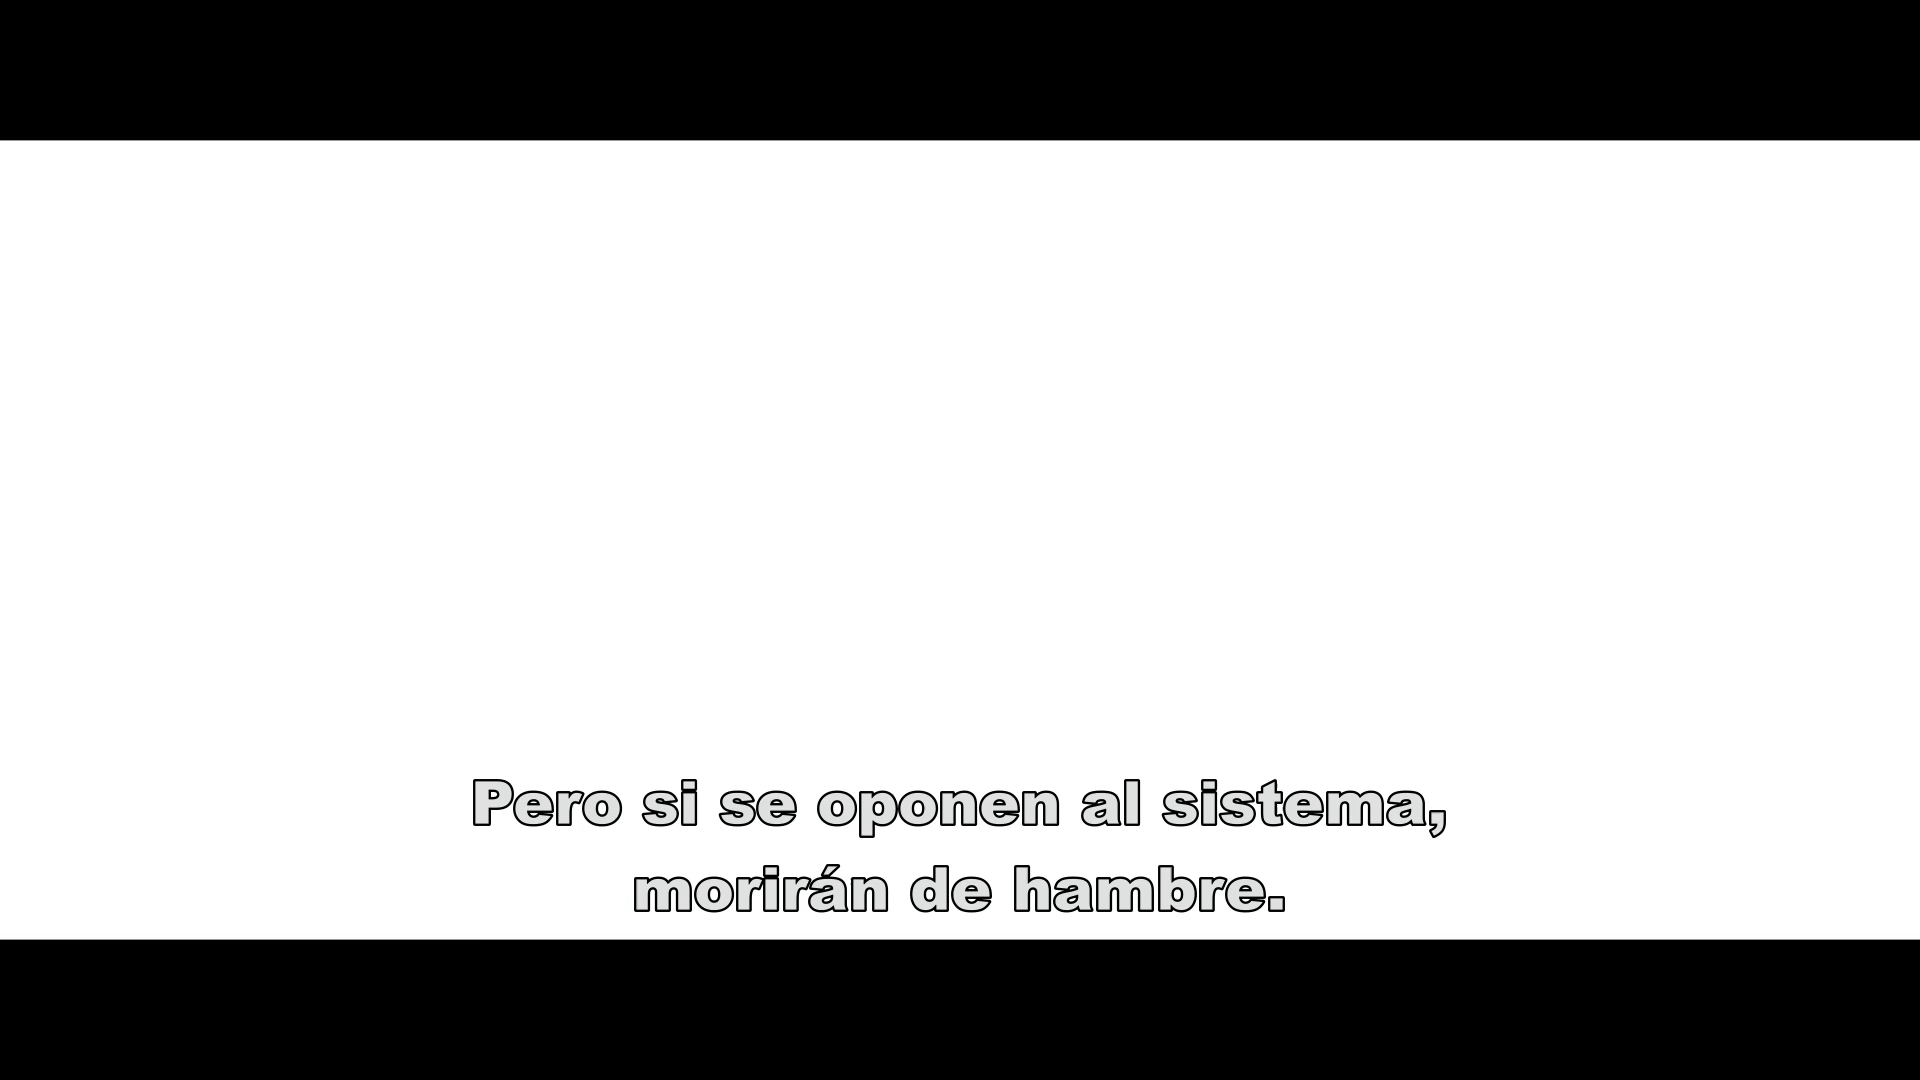 Pero si se oponen al sistema,
morirán de hambre.